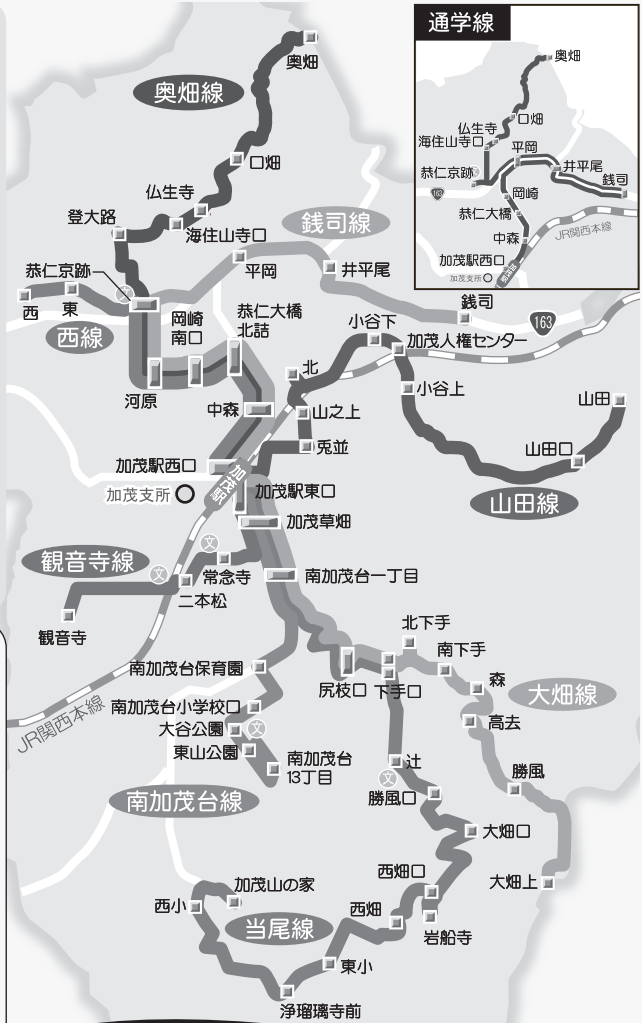 通学線
奥畑
口畑
仏生寺
海住山寺口
平岡
井平尾
恭仁京跡
銭司
163
岡崎
恭仁大橋
中森
JR関西本線
加茂駅西口
加茂支所
加茂駅
奥畑
奥畑線
口畑
仏生寺
登大路
海住山寺口
銭司線
平岡
井平尾
恭仁京跡
文
西
東
西線
岡崎
南口
恭仁大橋
北詰
銭司
163
小谷下
加茂人権センター
河原
北
小谷上
中森
山之上
山田
兎並
山田口
加茂駅西口
加茂支所
加茂駅
加茂駅東口
山田線
加茂草畑
観音寺線
文
文
常念寺
二本松
南加茂台一丁目
観音寺
北下手
南下手
南加茂台保育園
尻枝口
下手口
森
大畑線
JR関西本線
南加茂台小学校口
大谷公園
文
高去
東山公園
南加茂台
13丁目
辻
文
勝風
勝風口
南加茂台線
大畑口
西畑口
大畑上
加茂山の家
西小
西畑
当尾線
岩船寺
東小
浄瑠璃寺前